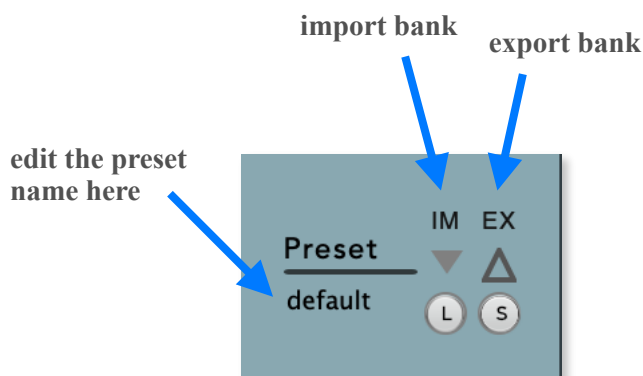 import bank
export bank
edit the preset
name here
IM EX
Preset
default
L S